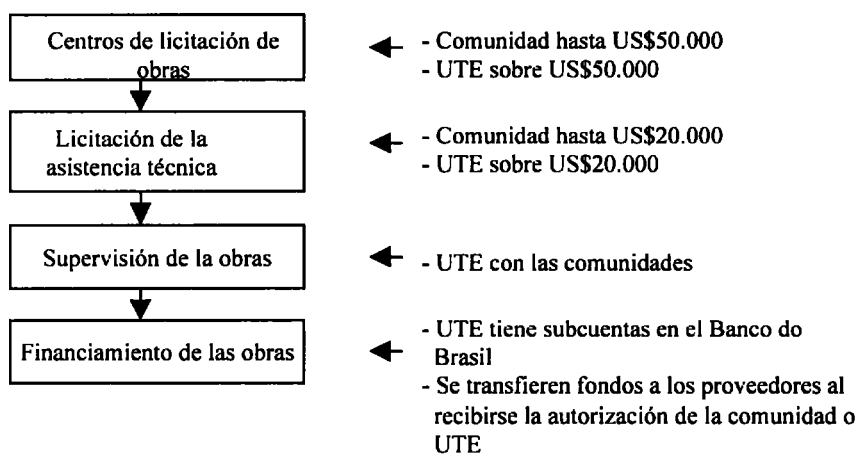 Centros de licitación de
obras
- Comunidad hasta US$50.000
- UTE sobre US$50.000
Licitación de la
asistencia técnica
- Comunidad hasta US$20.000
- UTE sobre US$20.000
Supervisión de la obras
- UTE con las comunidades
Financiamiento de las obras
- UTE tiene subcuentas en el Banco do
Brasil
- Se transfieren fondos a los proveedores al
recibirse la autorización de la comunidad o
UTE